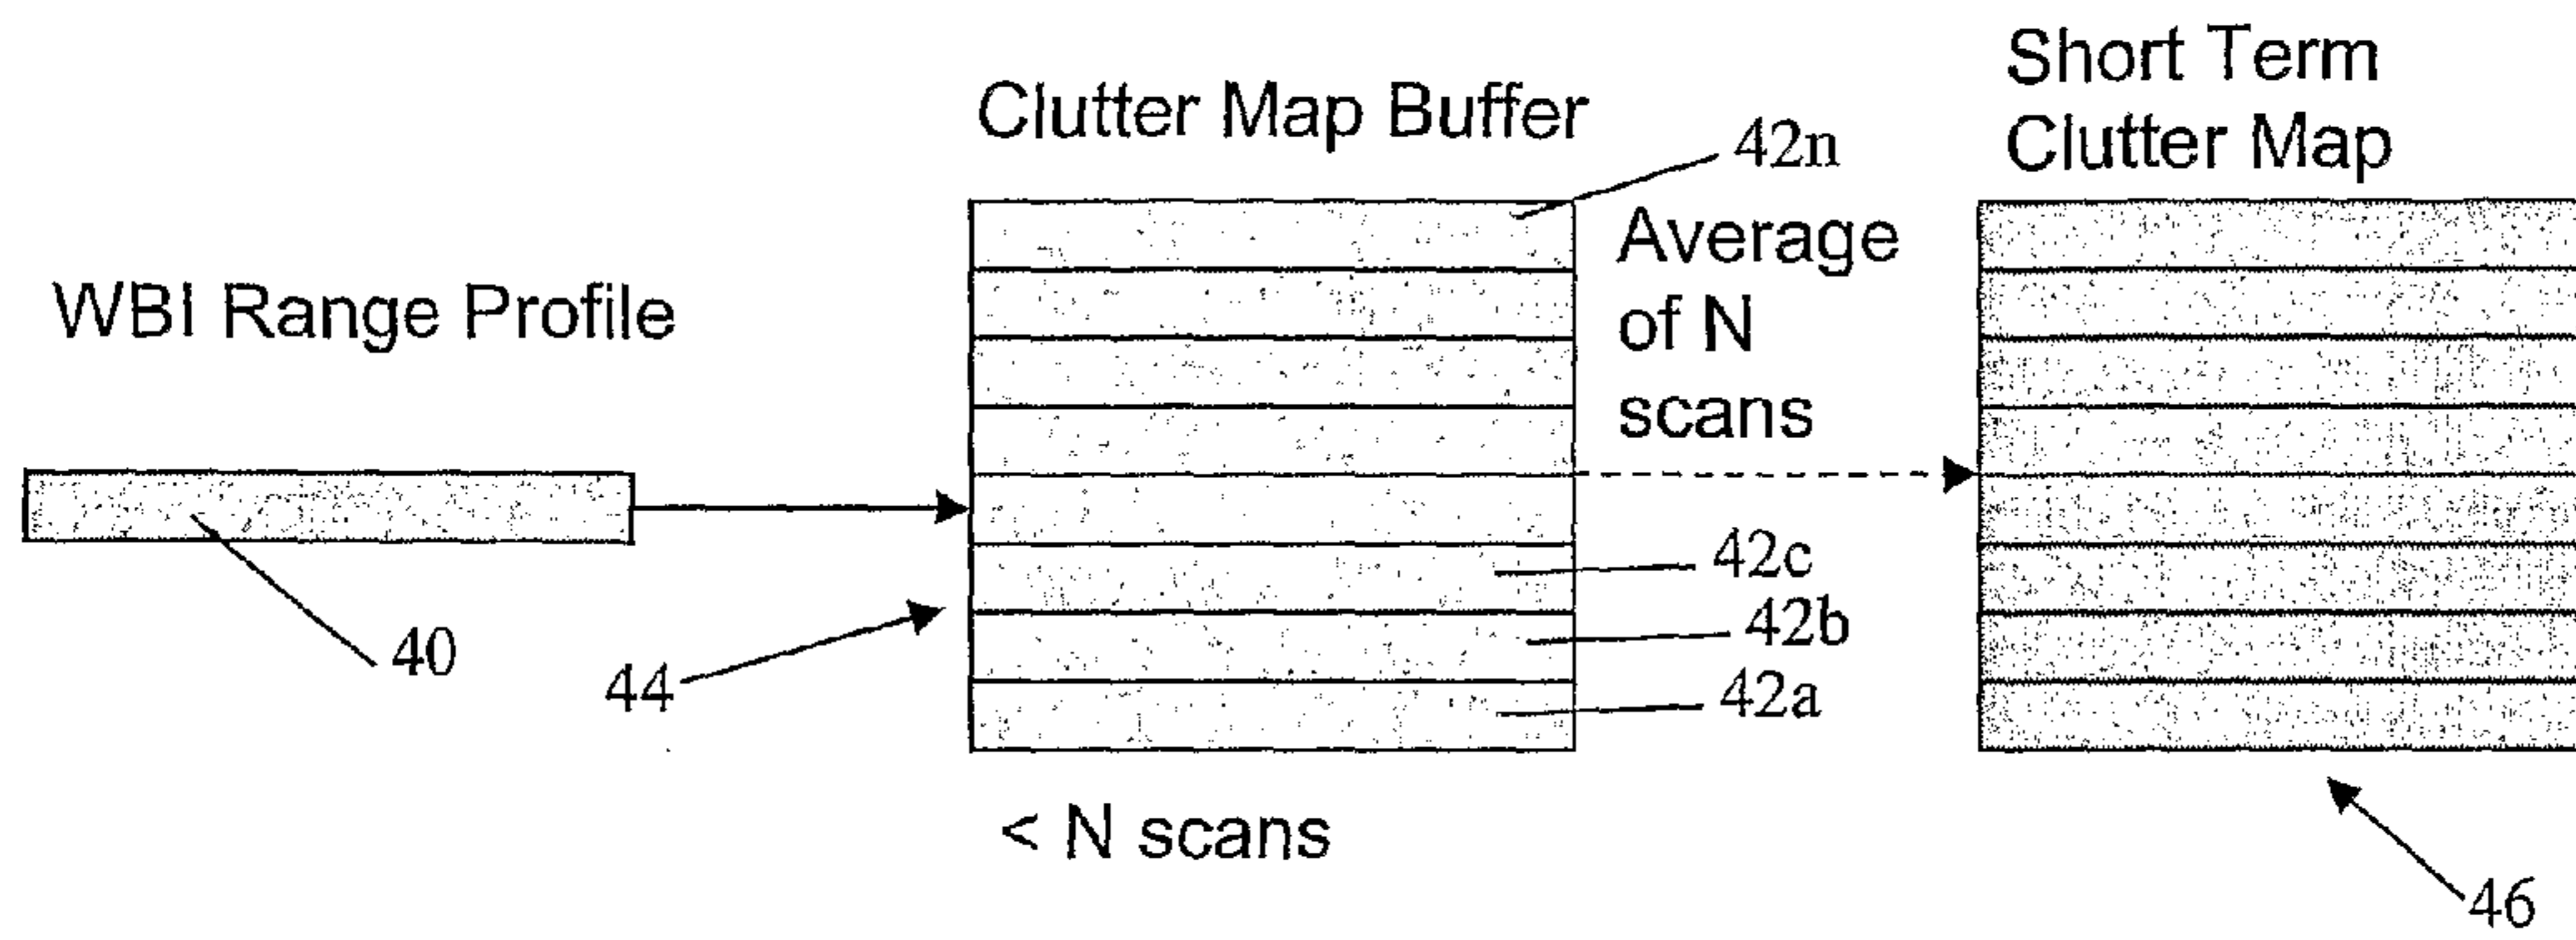 Short Term
Clutter Map
Clutter Map Buffer
42n
Average
of N
scans
WBI Range Profile
42c
42b
42a
40
44
< N scans
46